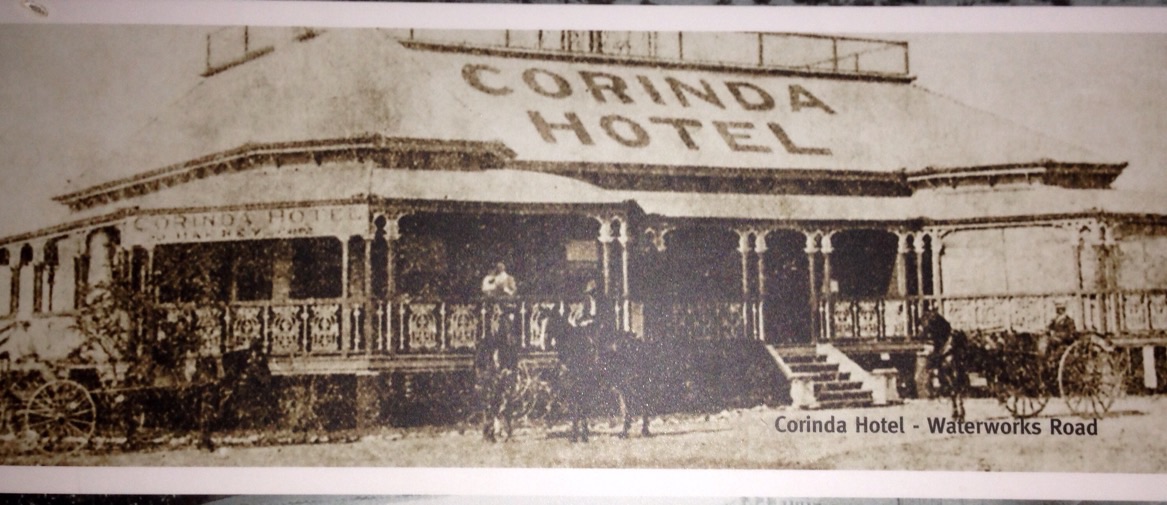 CORINDA
HOTEL
CORINDA HOTEL
Corinda Hotel - Waterworks Road